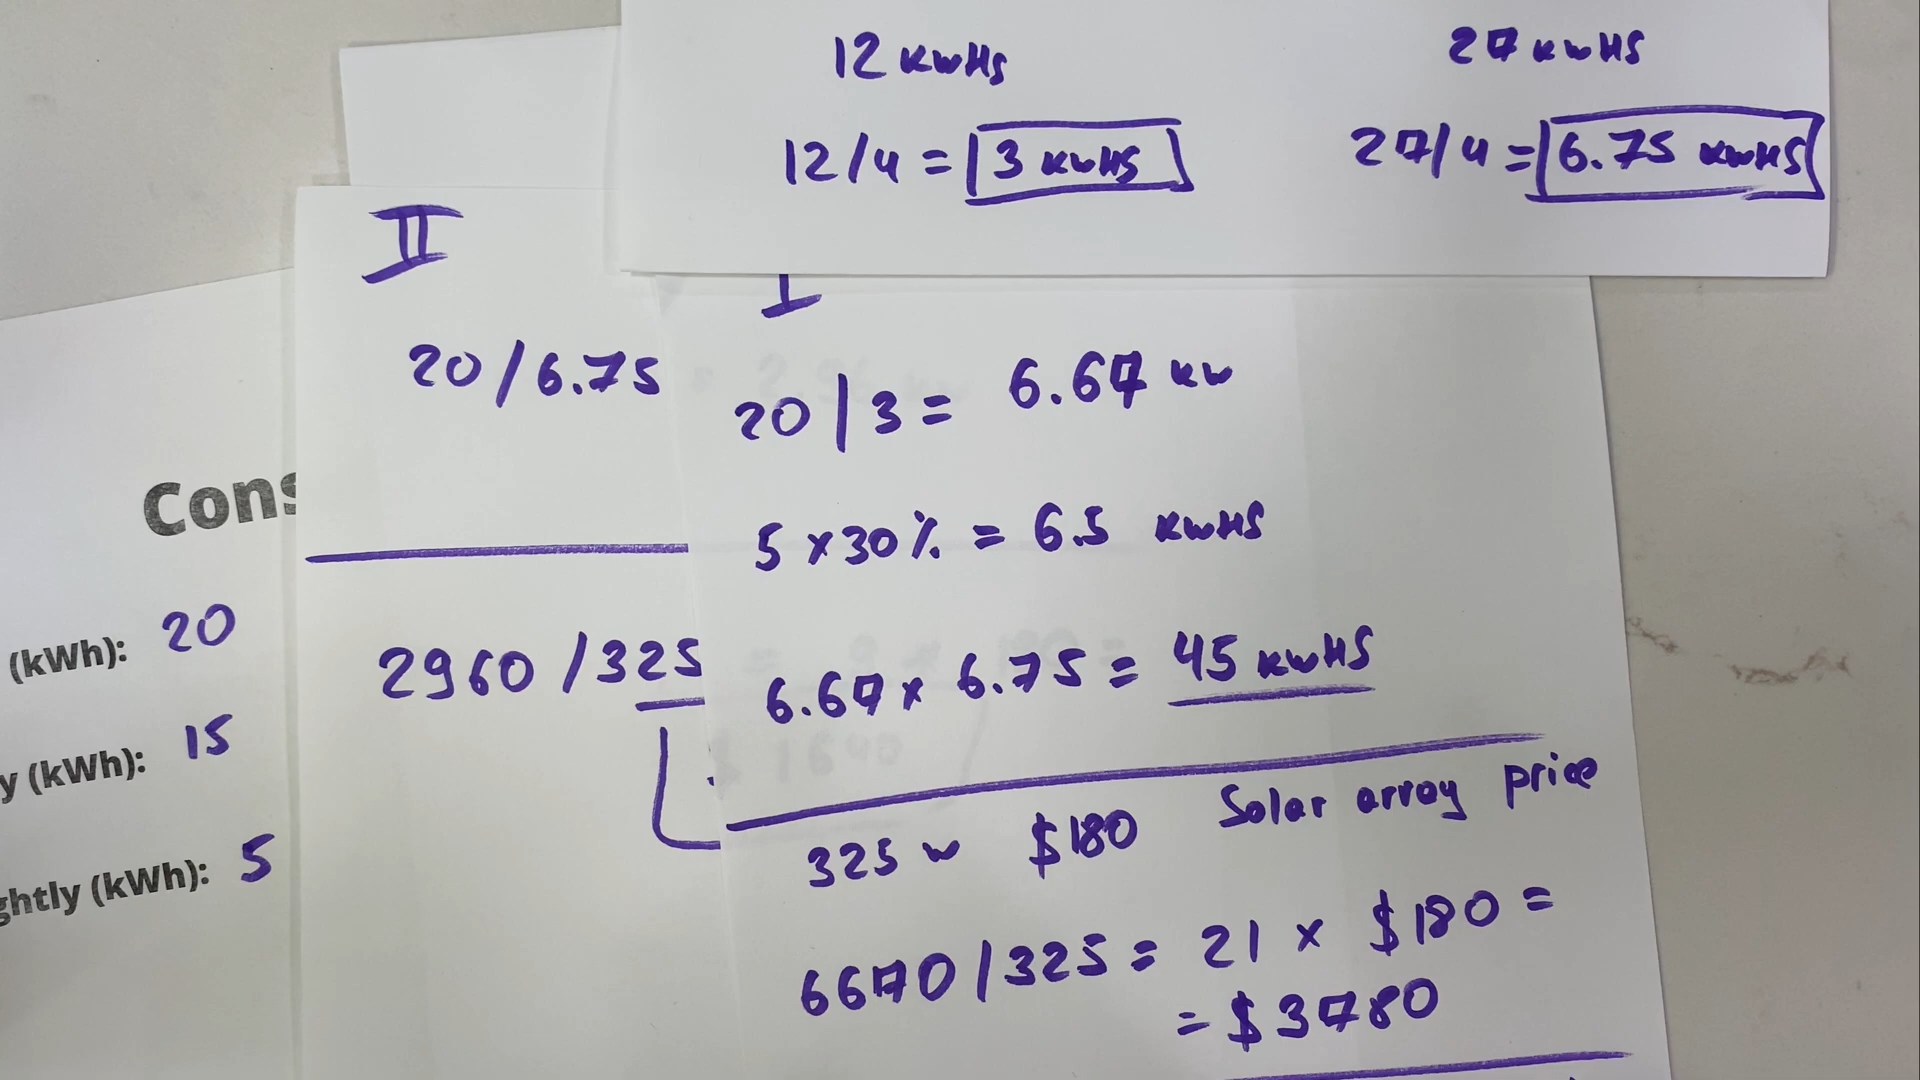 12 KWHS
12/4 = 3 KWHS
27 KWHS
27/4 = 6.75 KWHS
II
20/6.75
2960/325
I
20/3 = 6.67 KW
5 x 30% = 6.5 KWHS
6.67 x 6.75 = 45 KWHS
325 W $180 Solar array price
6670/325 = 21 x $180 =
= $3780
Cons
(kWh): 20
y (kWh): 15
ghtly (kWh): 5